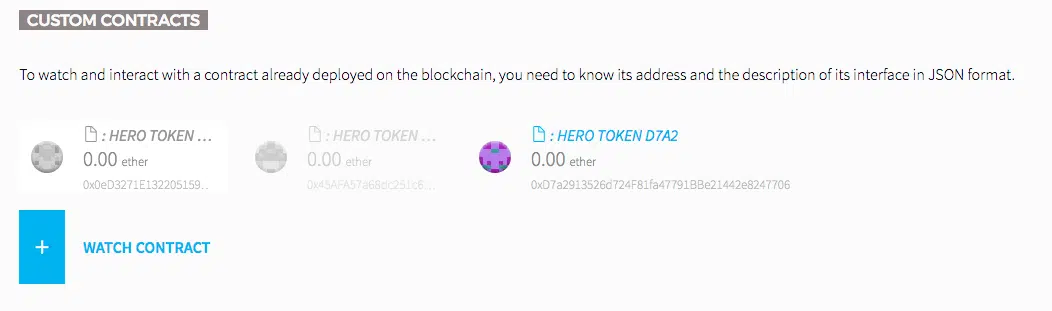 CUSTOM CONTRACTS
To watch and interact with a contract already deployed on the blockchain, you need to know its address and the description of its interface in JSON format.
: HERO TOKEN ...
0.00 ether
0x0eD3271E132205159...
: HERO TOKEN ...
0.00 ether
0x45AFA57a68dc251c6...
: HERO TOKEN D7A2
0.00 ether
0xD7a2913526d724F81fa47791BBe21442e8247706
+ WATCH CONTRACT